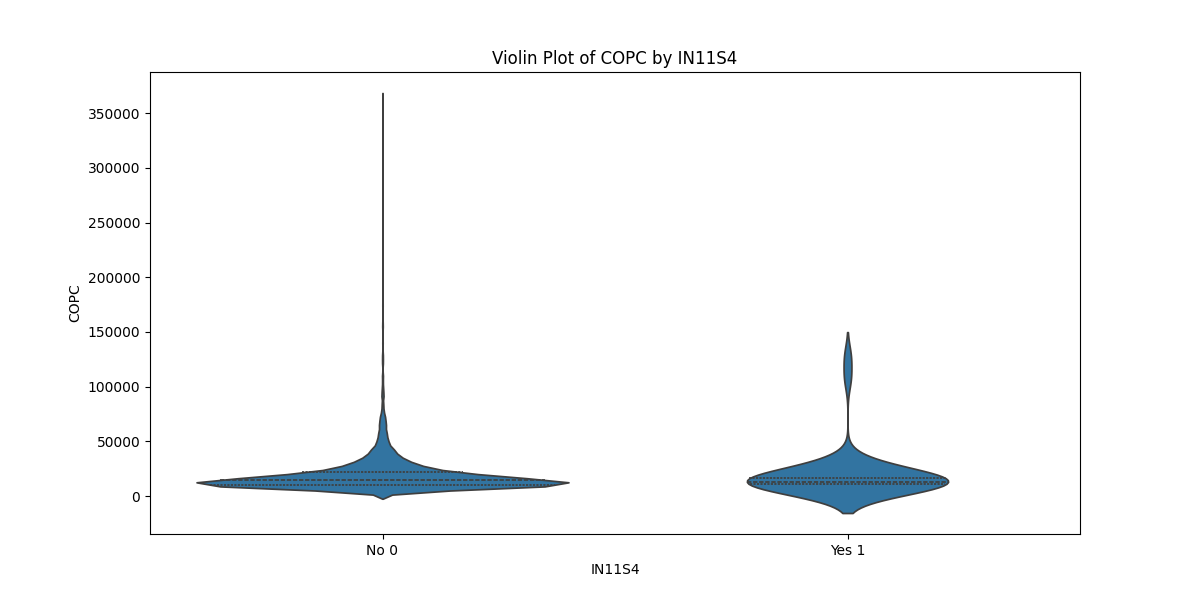 Violin Plot of COPC by IN11S4
350000
300000
250000
200000
150000
100000
50000
0
COPC
No 0
Yes 1
IN11S4